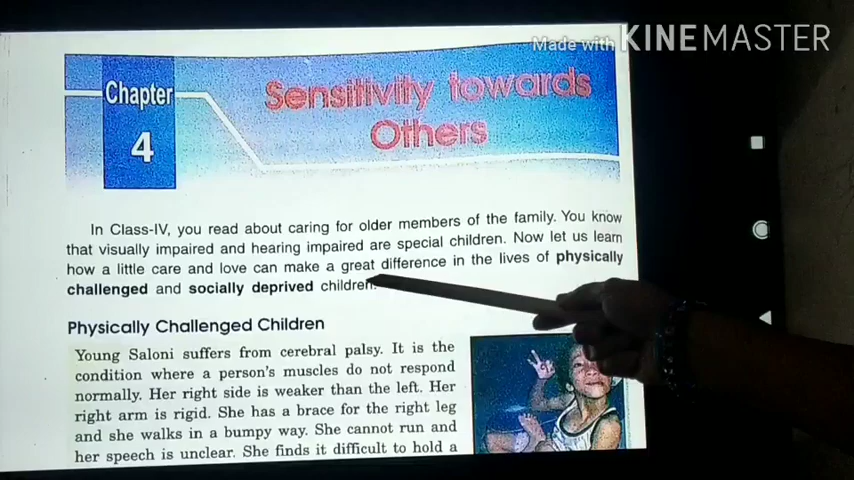 Made with KINEMASTER
Chapter
4
Sensitivity towards
Others
In Class-IV, you read about caring for older members of the family. You know
that visually impaired and hearing impaired are special children. Now let us learn
how a little care and love can make a great difference in the lives of physically
challenged and socially deprived children.
Physically Challenged Children
Young Saloni suffers from cerebral palsy. It is the
condition where a person's muscles do not respond
normally. Her right side is weaker than the left. Her
right arm is rigid. She has a brace for the right leg
and she walks in a bumpy way. She cannot run and
her speech is unclear. She finds it difficult to hold a